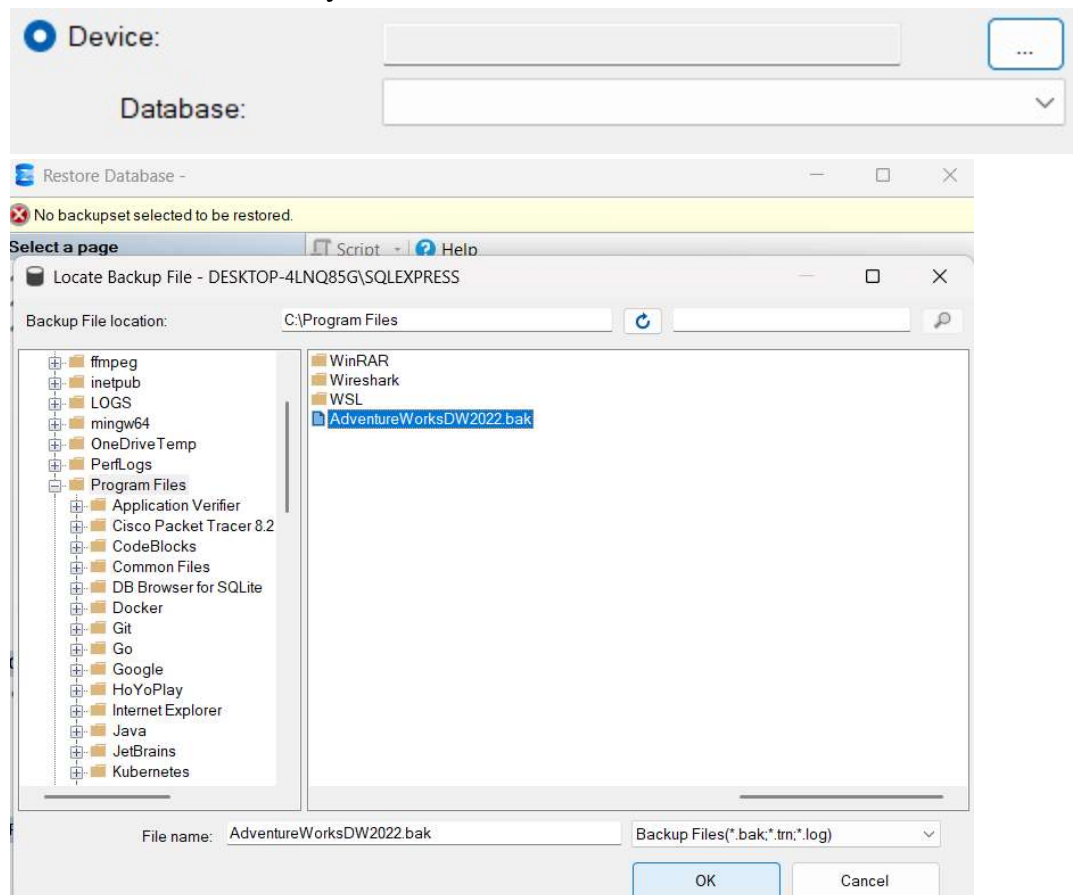 Device:
...
Database:
Restore Database -
No backupset selected to be restored.
Select a page
Script
Help
Locate Backup File - DESKTOP-4LNQ85G\SQLEXPRESS
Backup File location:
C:\Program Files
ffmpeg
inetpub
LOGS
mingw64
OneDriveTemp
PerfLogs
Program Files
Application Verifier
Cisco Packet Tracer 8.2
CodeBlocks
Common Files
DB Browser for SQLite
Docker
Git
Go
Google
HoYoPlay
Internet Explorer
Java
JetBrains
Kubernetes
WinRAR
Wireshark
WSL
AdventureWorksDW2022.bak
File name:
AdventureWorksDW2022.bak
Backup Files(*.bak;*.trn;*.log)
OK
Cancel